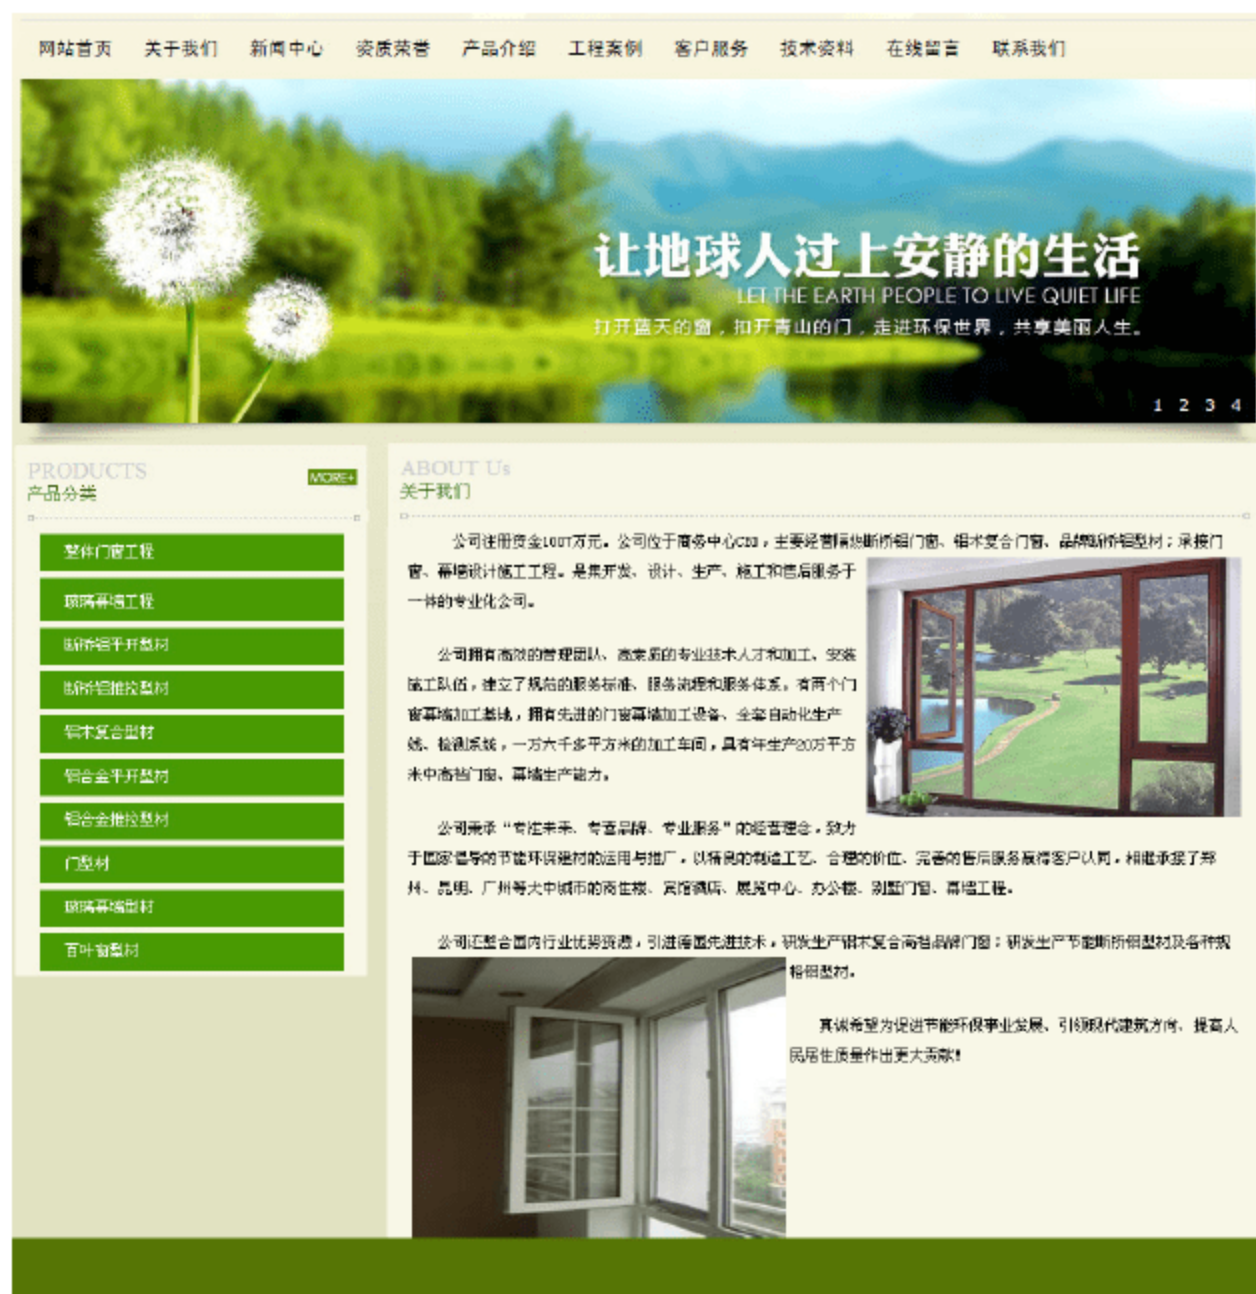 网站首页 关于我们 新闻中心 资质荣誉 产品介绍 工程案例 客户服务 技术资料 在线留言 联系我们
让地球人过上安静的生活
LET THE EARTH PEOPLE TO LIVE QUIET LIFE
打开蓝天的窗，扣开青山的门，走进环保世界，共享美丽人生。
1 2 3 4
PRODUCTS
MORE+
产品分类
整体门窗工程
玻璃幕墙工程
断桥铝平开型材
断桥铝推拉型材
铝木复合型材
铝合金平开型材
铝合金推拉型材
门型材
玻璃幕墙型材
百叶窗型材
ABOUT Us
关于我们
公司注册资金1007万元。公司位于商务中心CBD，主要经营隔热断桥铝门窗、铝木复合门窗、品牌断桥铝型材；承接门
窗、幕墙设计施工工程。是集开发、设计、生产、施工和售后服务于
一体的专业化公司。
公司拥有高效的管理团队、高素质的专业技术人才和加工、安装
施工队伍，建立了规范的服务标准、服务流程和服务体系。有两个门
窗幕墙加工基地，拥有先进的门窗幕墙加工设备、全套自动化生产
线、检测系统，一万六千多平方米的加工车间，具有年生产20万平方
米中高档门窗、幕墙生产能力。
公司秉承“专注未来、专造品牌、专业服务”的经营理念，致力
于国家倡导的节能环保建材的运用与推广，以精良的制造工艺、合理的价位、完善的售后服务赢得客户认同，相继承接了郑
州、昆明、广州等大中城市的商住楼、宾馆酒店、展览中心、办公楼、别墅门窗、幕墙工程。
公司还整合国内行业优势资源，引进德国先进技术，研发生产铝木复合高档品牌门窗；研发生产节能断桥铝型材及各种规
格铝型材。
真诚希望为促进节能环保事业发展、引领现代建筑方向、提高人
民居住质量作出更大贡献!